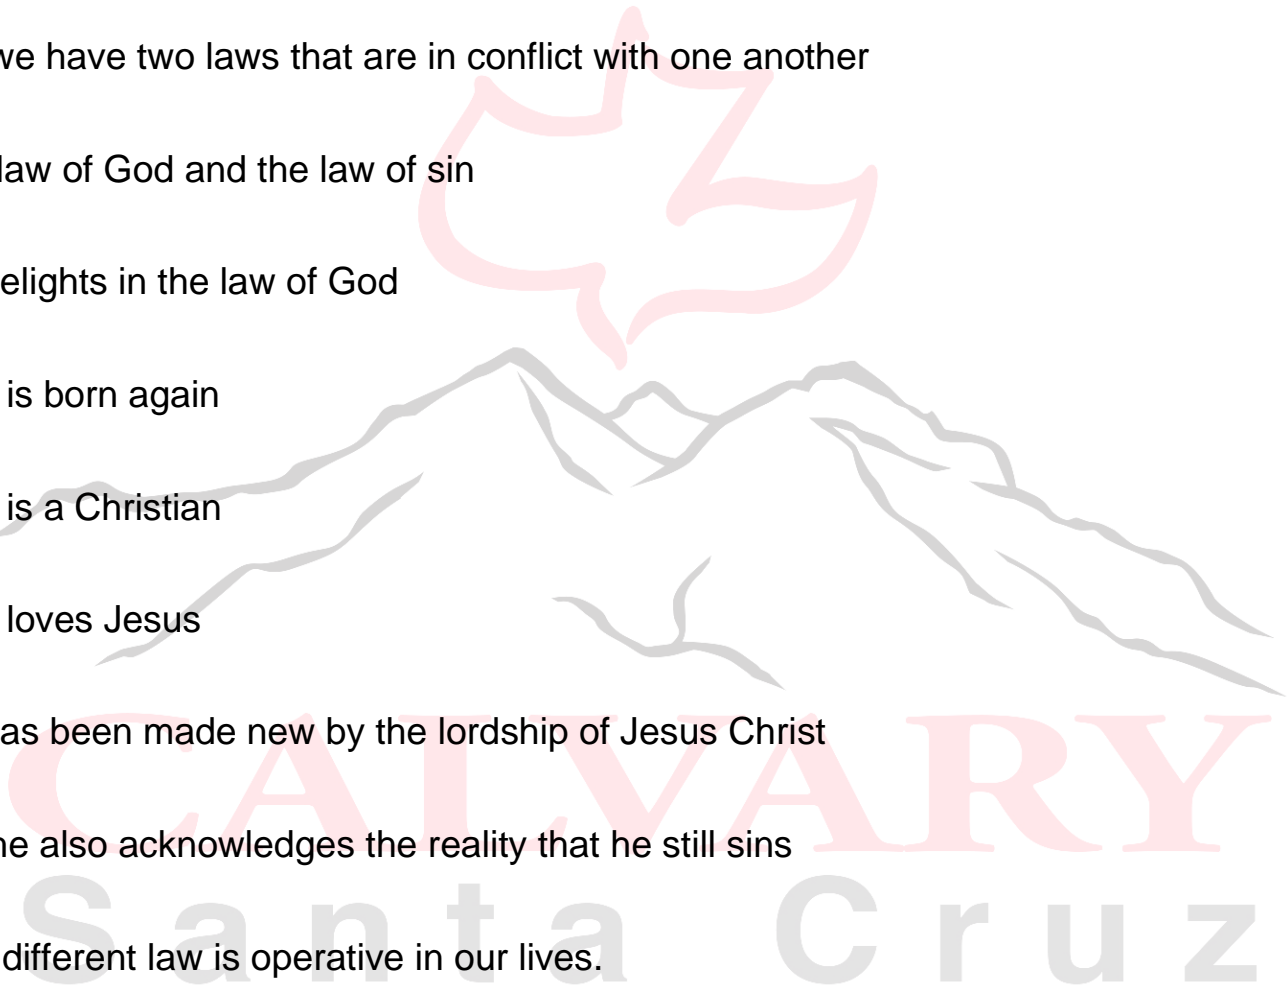 we have two laws that are in conflict with one another
law of God and the law of sin
elights in the law of God
is born again
is a Christian
loves Jesus
as been made new by the lordship of Jesus Christ
he also acknowledges the reality that he still sins
different law is operative in our lives.
CALVARY
Santa Cruz